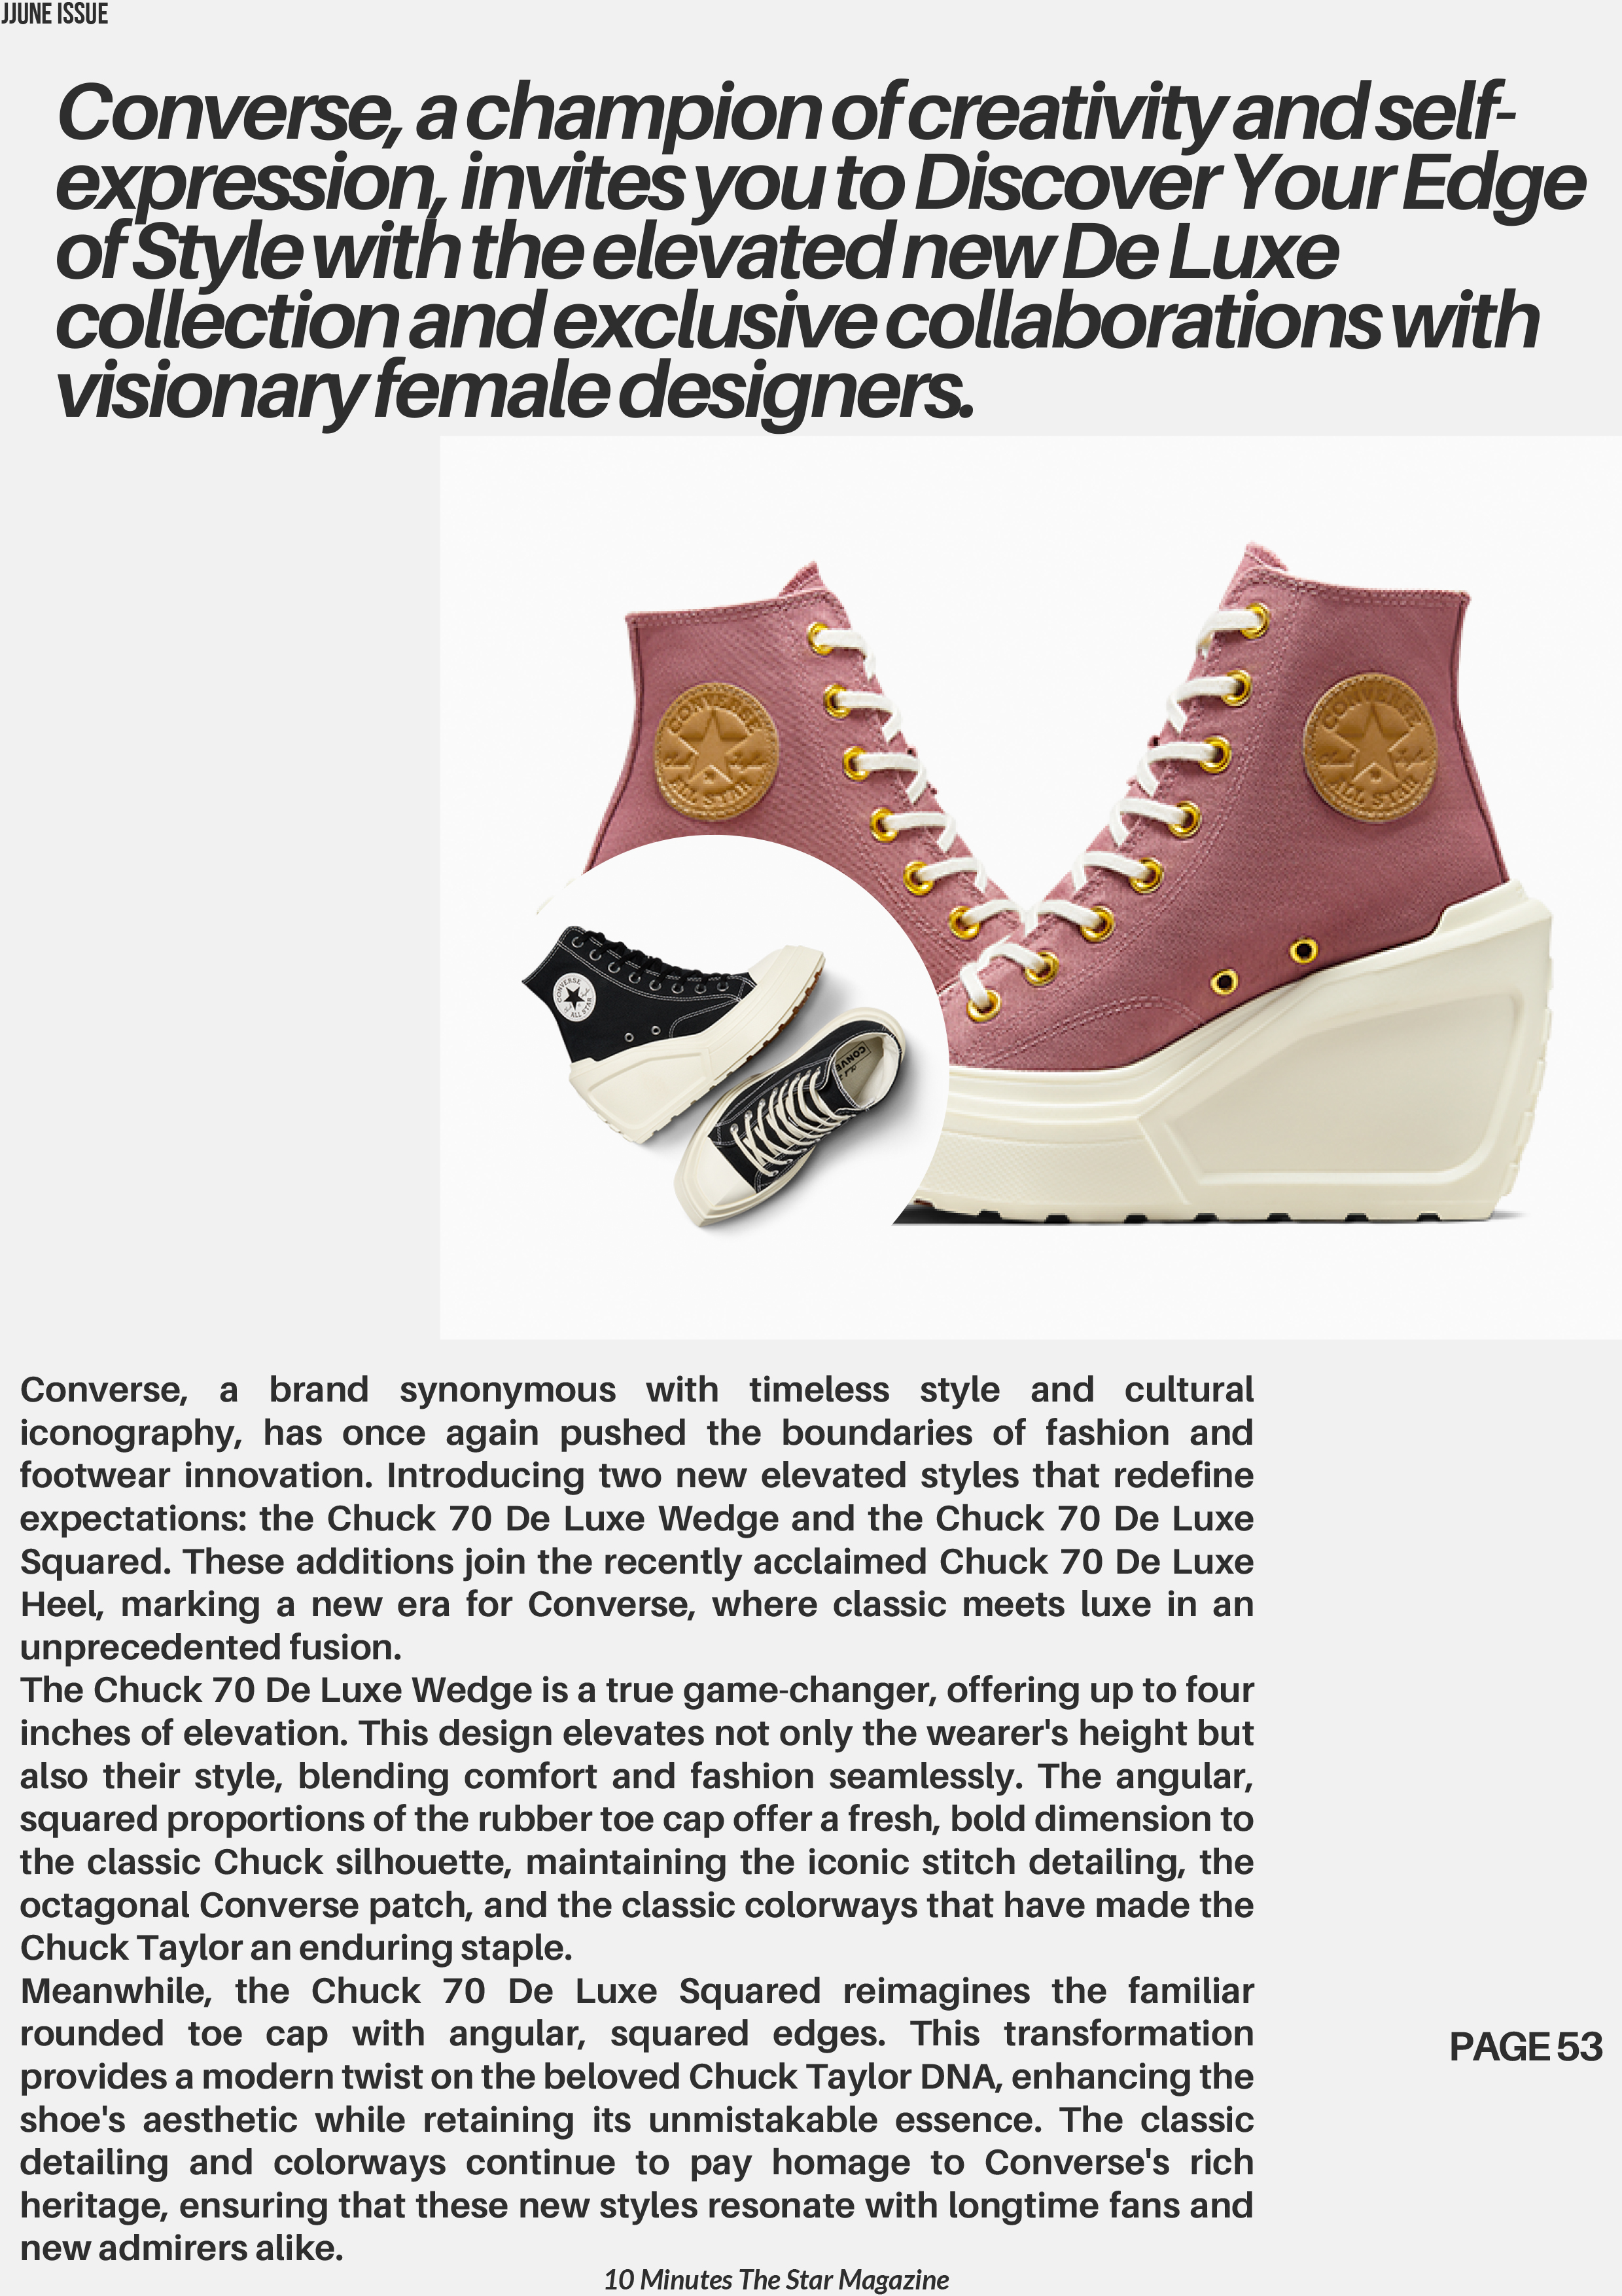 JJUNE ISSUE
Converse, a champion of creativity and self-
expression, invites you to Discover Your Edge
of Style with the elevated new De Luxe
collection and exclusive collaborations with
visionary female designers.
CONVERSE
ALL STAR
CONVERSE
ALL STAR
CONVERSE
ALL STAR
Converse, a brand synonymous with timeless style and cultural
iconography, has once again pushed the boundaries of fashion and
footwear innovation. Introducing two new elevated styles that redefine
expectations: the Chuck 70 De Luxe Wedge and the Chuck 70 De Luxe
Squared. These additions join the recently acclaimed Chuck 70 De Luxe
Heel, marking a new era for Converse, where classic meets luxe in an
unprecedented fusion.
The Chuck 70 De Luxe Wedge is a true game-changer, offering up to four
inches of elevation. This design elevates not only the wearer's height but
also their style, blending comfort and fashion seamlessly. The angular,
squared proportions of the rubber toe cap offer a fresh, bold dimension to
the classic Chuck silhouette, maintaining the iconic stitch detailing, the
octagonal Converse patch, and the classic colorways that have made the
Chuck Taylor an enduring staple.
Meanwhile, the Chuck 70 De Luxe Squared reimagines the familiar
rounded toe cap with angular, squared edges. This transformation
provides a modern twist on the beloved Chuck Taylor DNA, enhancing the
shoe's aesthetic while retaining its unmistakable essence. The classic
detailing and colorways continue to pay homage to Converse's rich
heritage, ensuring that these new styles resonate with longtime fans and
new admirers alike.
PAGE 53
10 Minutes The Star Magazine